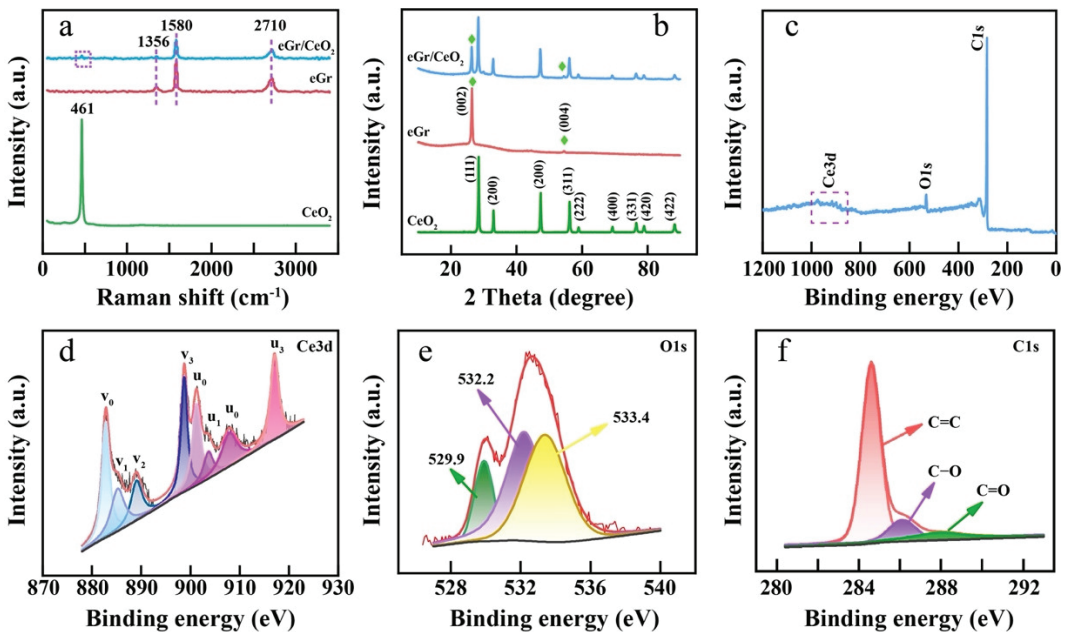 a
1356
1580
2710
eGr/CeO₂
eGr
461
CeO₂
Intensity (a.u.)
0
1000
2000
3000
Raman shift (cm⁻¹)
b
eGr/CeO₂
(002)
(004)
eGr
(111)
(200)
(200)
(311)
(222)
(400)
(331)
(420)
(422)
CeO₂
Intensity (a.u.)
20
40
60
80
2 Theta (degree)
c
C1s
Ce3d
O1s
Intensity (a.u.)
1200
1000
800
600
400
200
0
Binding energy (eV)
d
Ce3d
v₀
v₁
v₂
v₃
u₀
u₁
u₀
u₃
Intensity (a.u.)
870
880
890
900
910
920
930
Binding energy (eV)
e
O1s
532.2
533.4
529.9
Intensity (a.u.)
528
532
536
540
Binding energy (eV)
f
C1s
C=C
C−O
C=O
Intensity (a.u.)
280
284
288
292
Binding energy (eV)